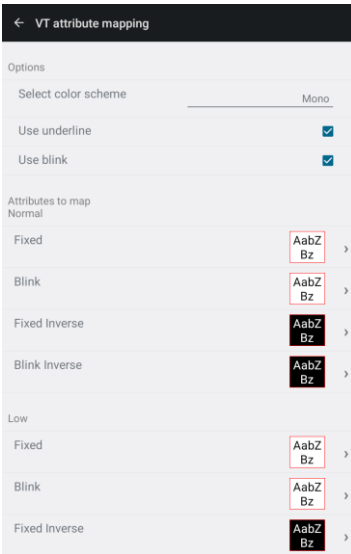 VT attribute mapping
Options
Select color scheme Mono
Use underline
Use blink
Attributes to map
Normal
Fixed AabZ
Bz
Blink AabZ
Bz
Fixed Inverse AabZ
Bz
Blink Inverse AabZ
Bz
Low
Fixed AabZ
Bz
Blink AabZ
Bz
Fixed Inverse AabZ
Bz